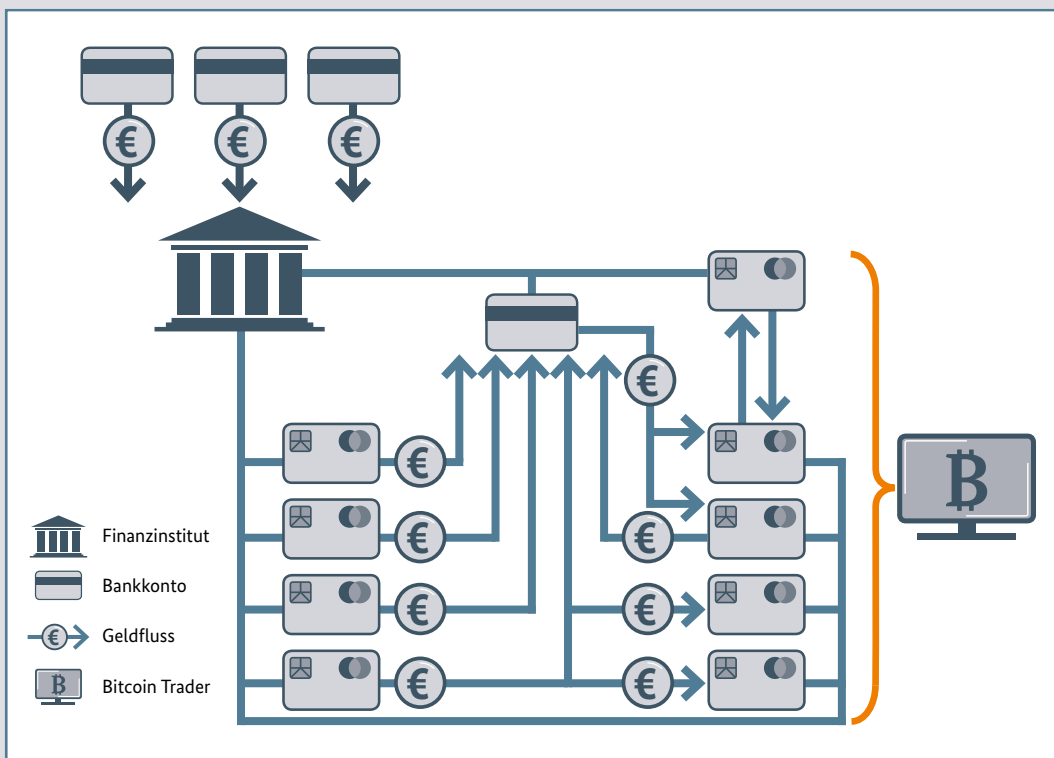 € € €
€
€
€ €
€ €
€ €
₿
Finanzinstitut
Bankkonto
€ Geldfluss
₿ Bitcoin Trader